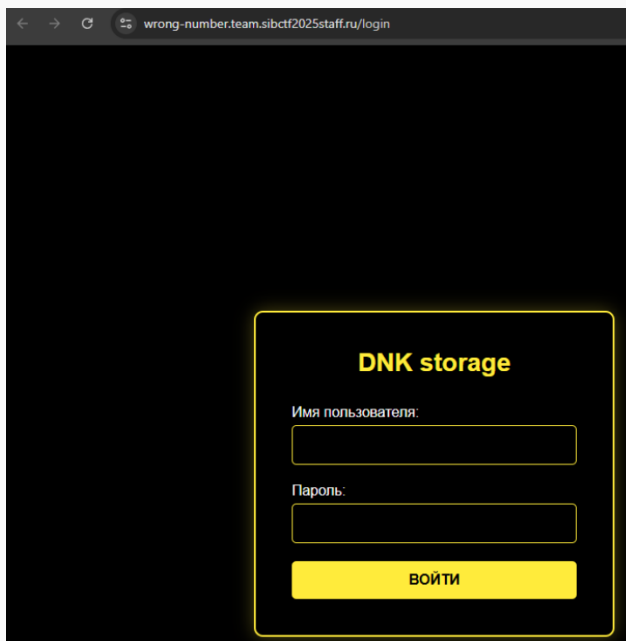 wrong-number.team.sibctf2025staff.ru/login
DNK storage
Имя пользователя:
Пароль:
ВОЙТИ